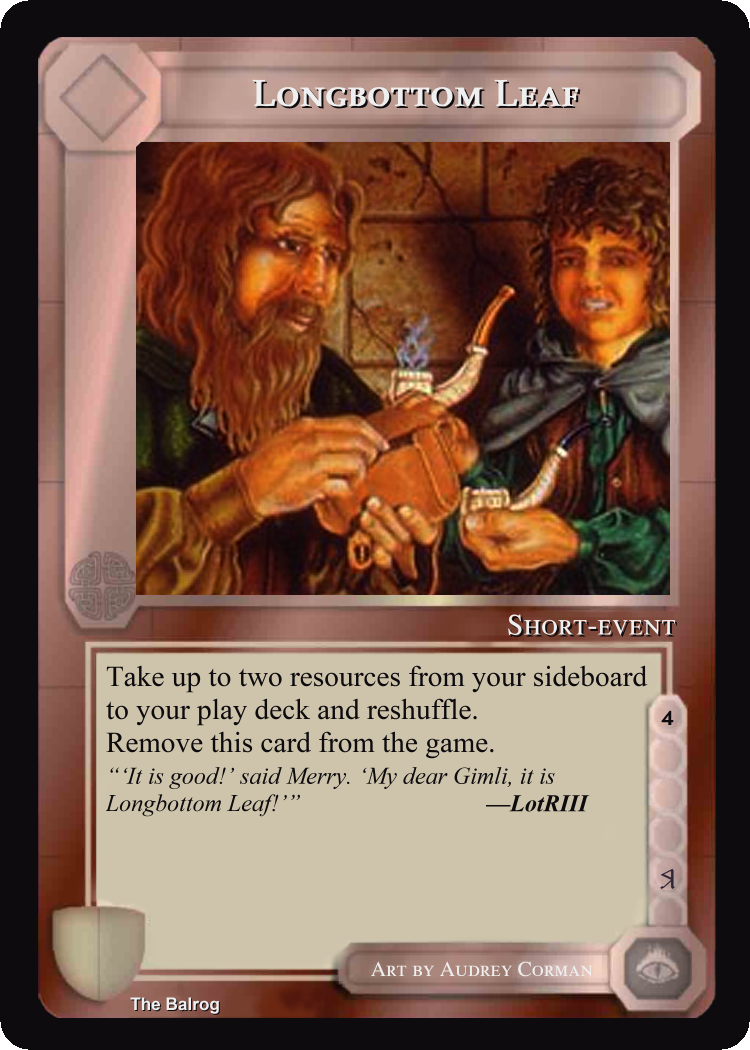 Longbottom Leaf
Short-event
Take up to two resources from your sideboard
to your play deck and reshuffle.
Remove this card from the game.
“‘It is good!’ said Merry. ‘My dear Gimli, it is
Longbottom Leaf!’” —LotRIII
4
Art by Audrey Corman
The Balrog